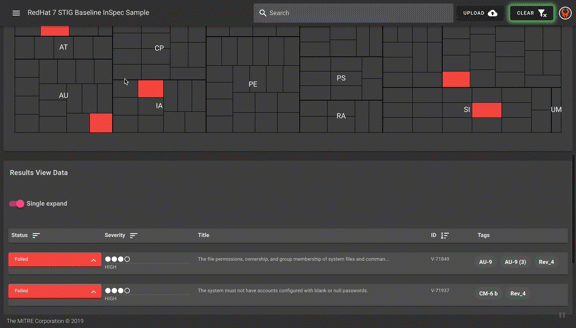 RedHat 7 STIG Baseline InSpec Sample
Search
UPLOAD
CLEAR
AT
CP
AU
IA
PE
PS
RA
SI
UM
Results View Data
Single expand
Status Severity Title ID Tags
Failed HIGH The file permissions, ownership, and group membership of system files and comman... V-71849 AU-9 AU-9 (3) Rev_4
Failed HIGH The system must not have accounts configured with blank or null passwords. V-71937 CM-6 b Rev_4
The MITRE Corporation © 2019